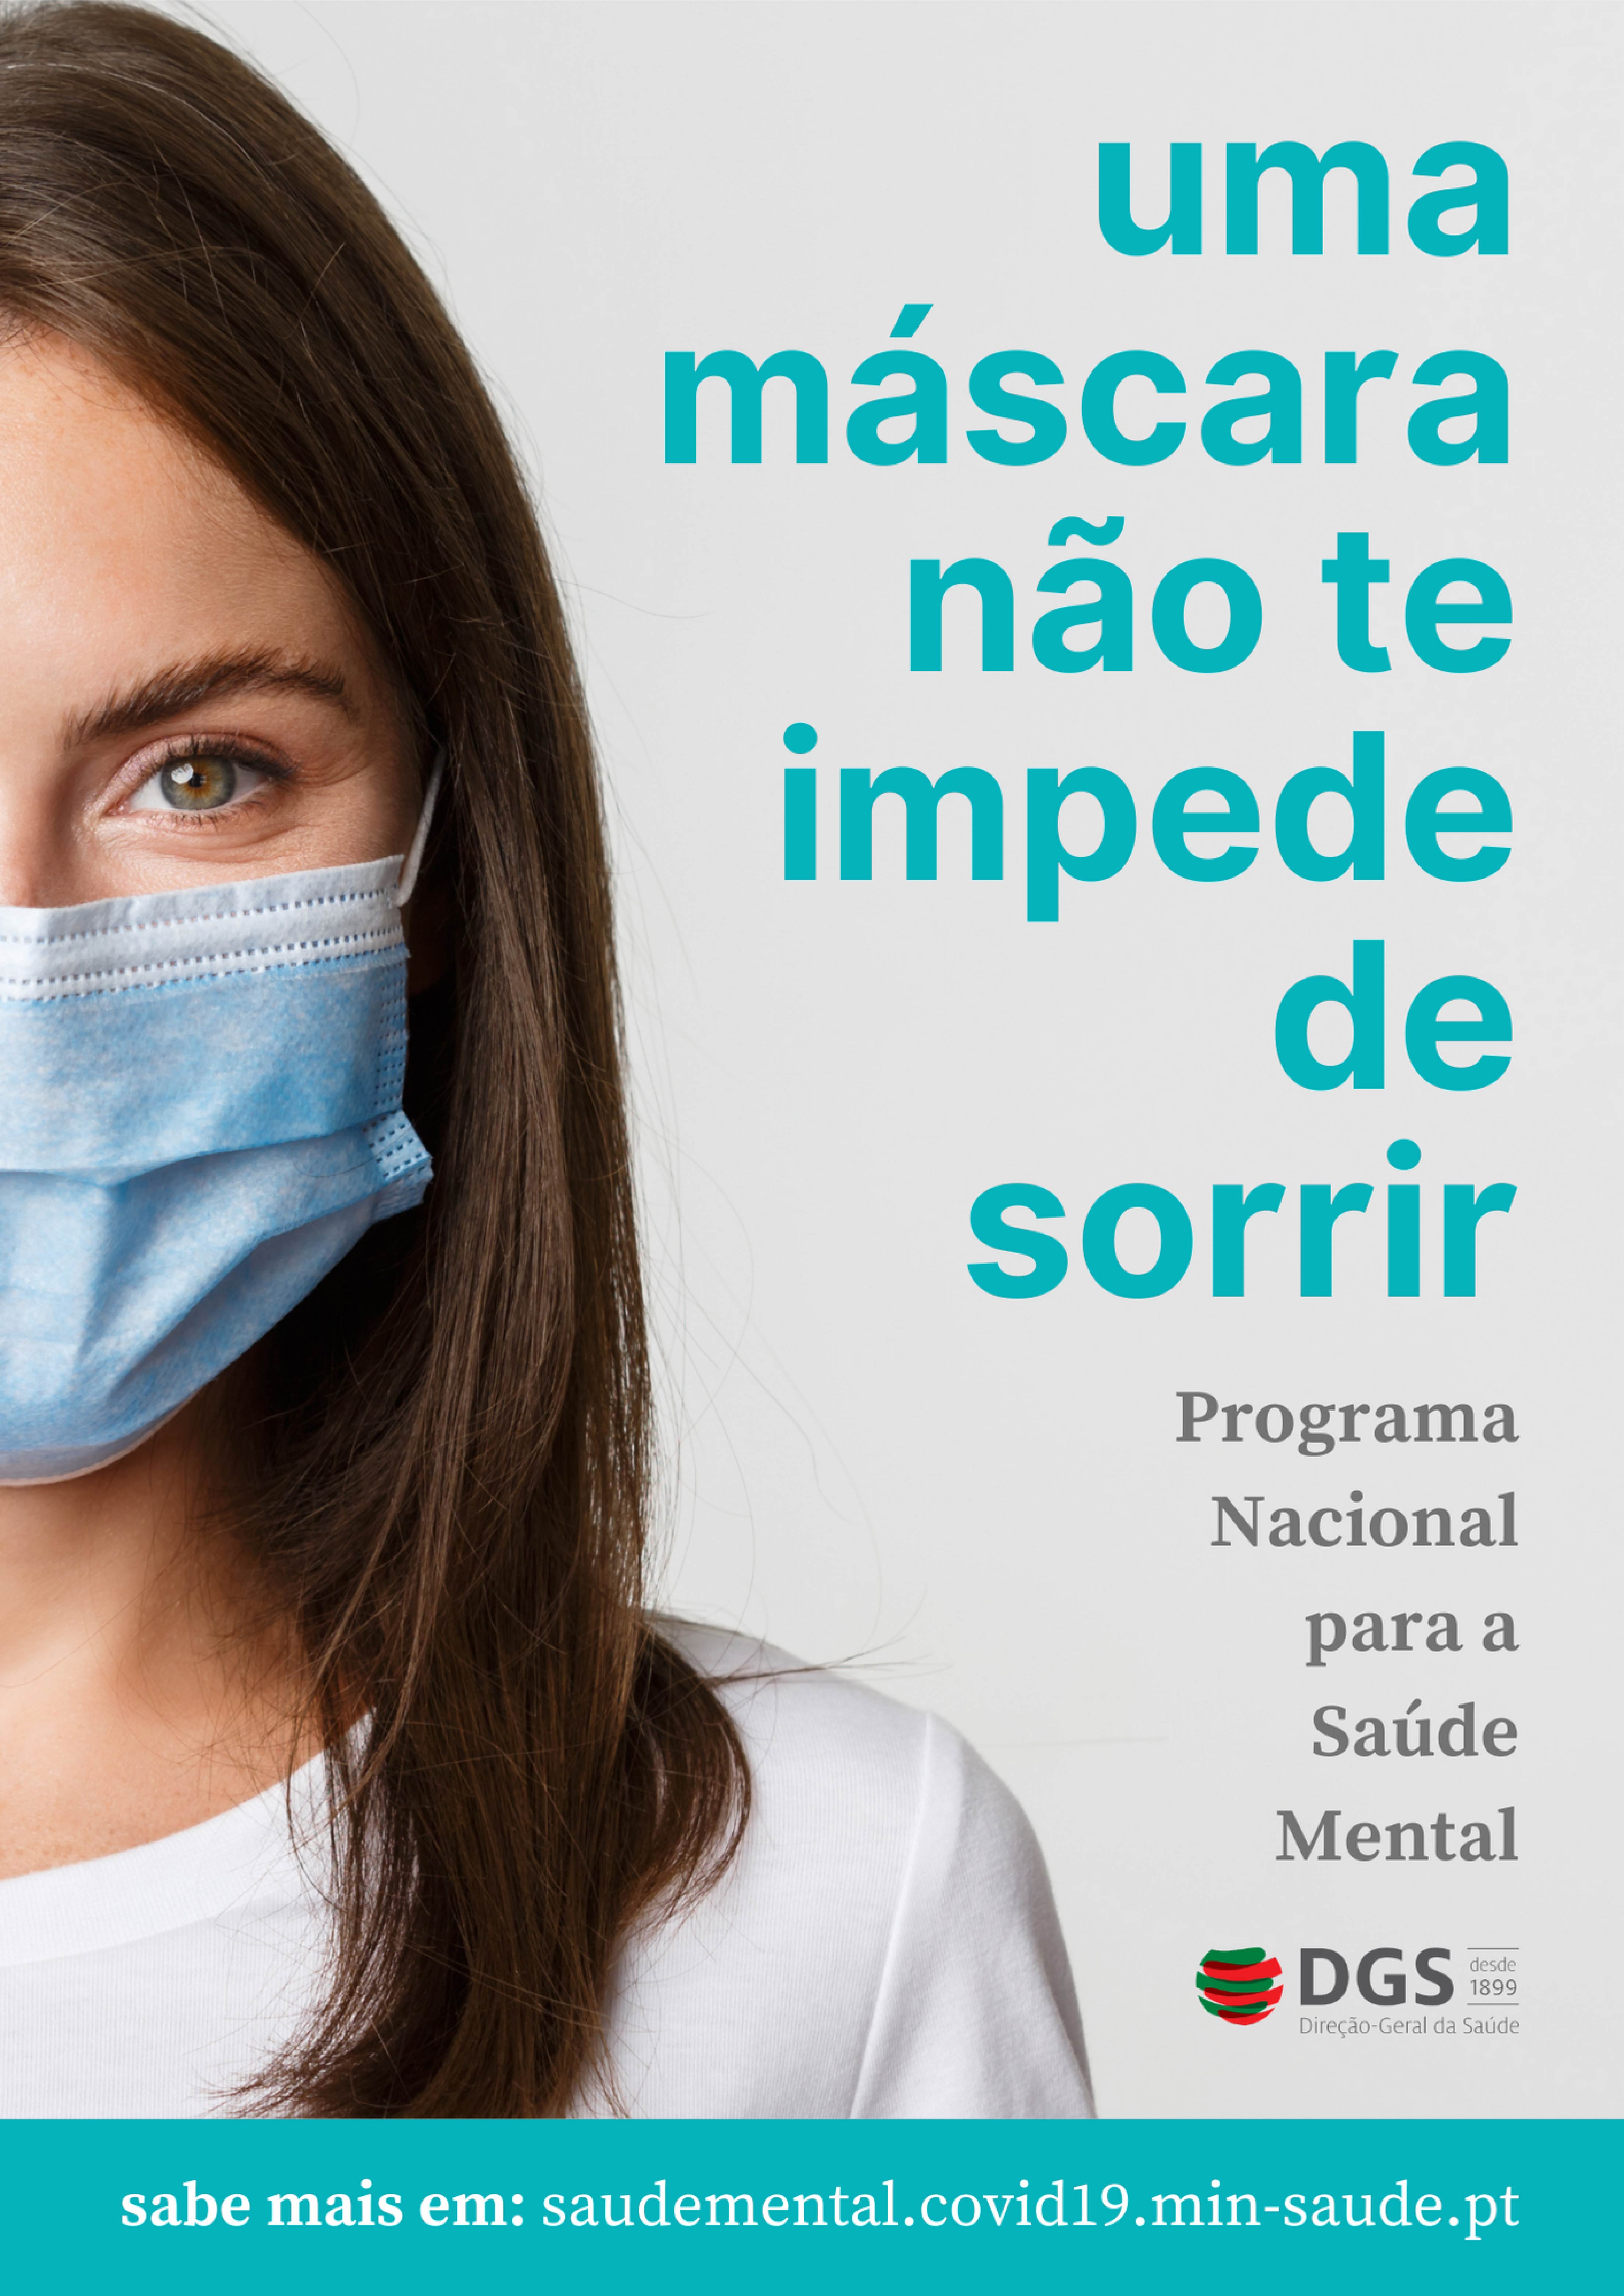 uma
máscara
não te
impede
de
sorrir
Programa
Nacional
para a
Saúde
Mental
DGS
desde
1899
Direção-Geral da Saúde
sabe mais em: saudemental.covid19.min-saude.pt